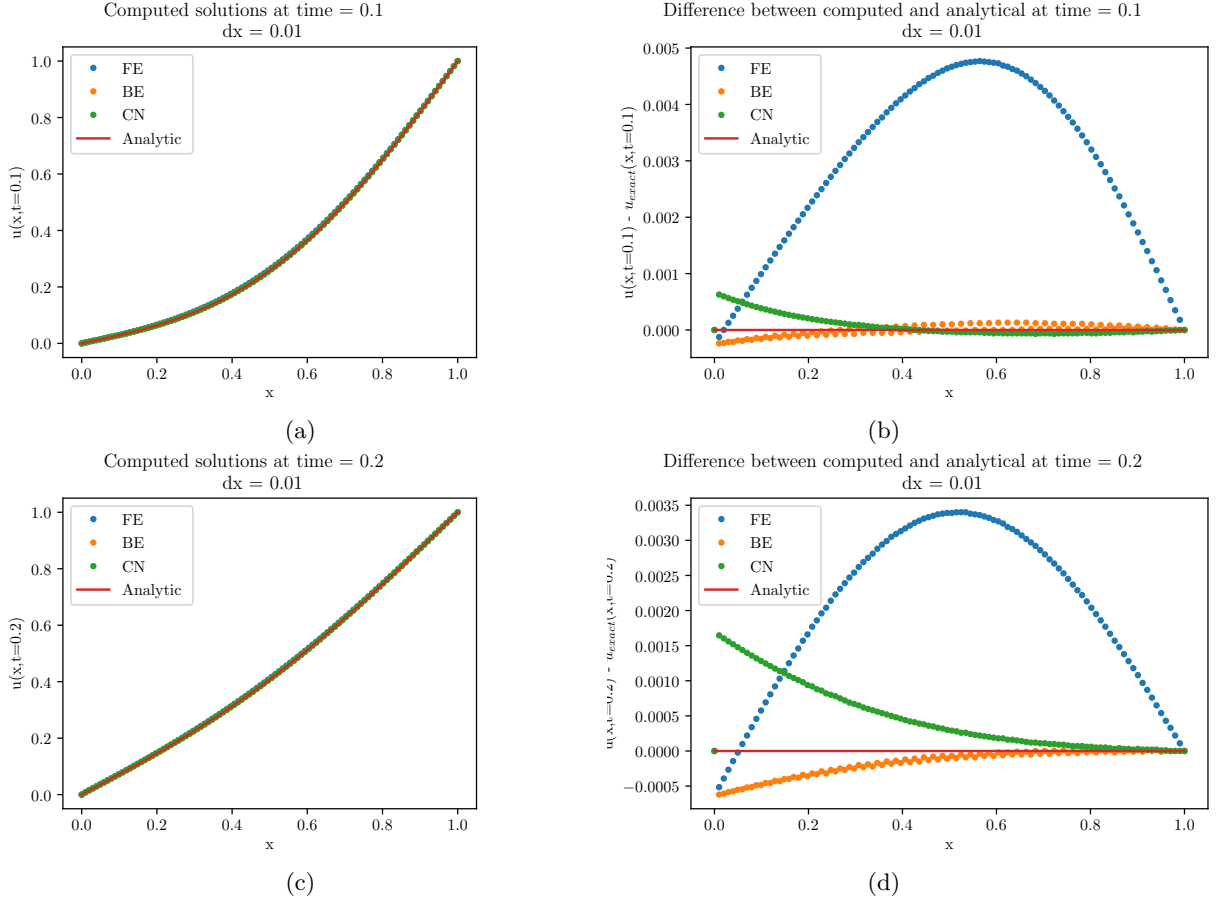 Computed solutions at time = 0.1
dx = 0.01
FE
BE
CN
Analytic
u(x,t=0.1)
1.0
0.8
0.6
0.4
0.2
0.0
0.0 0.2 0.4 0.6 0.8 1.0
x
(a)
Difference between computed and analytical at time = 0.1
dx = 0.01
FE
BE
CN
Analytic
u(x,t=0.1) - u_exact(x,t=0.1)
0.005
0.004
0.003
0.002
0.001
0.000
0.0 0.2 0.4 0.6 0.8 1.0
x
(b)
Computed solutions at time = 0.2
dx = 0.01
FE
BE
CN
Analytic
u(x,t=0.2)
1.0
0.8
0.6
0.4
0.2
0.0
0.0 0.2 0.4 0.6 0.8 1.0
x
(c)
Difference between computed and analytical at time = 0.2
dx = 0.01
FE
BE
CN
Analytic
u(x,t=0.2) - u_exact(x,t=0.2)
0.0035
0.0030
0.0025
0.0020
0.0015
0.0010
0.0005
0.0000
−0.0005
0.0 0.2 0.4 0.6 0.8 1.0
x
(d)